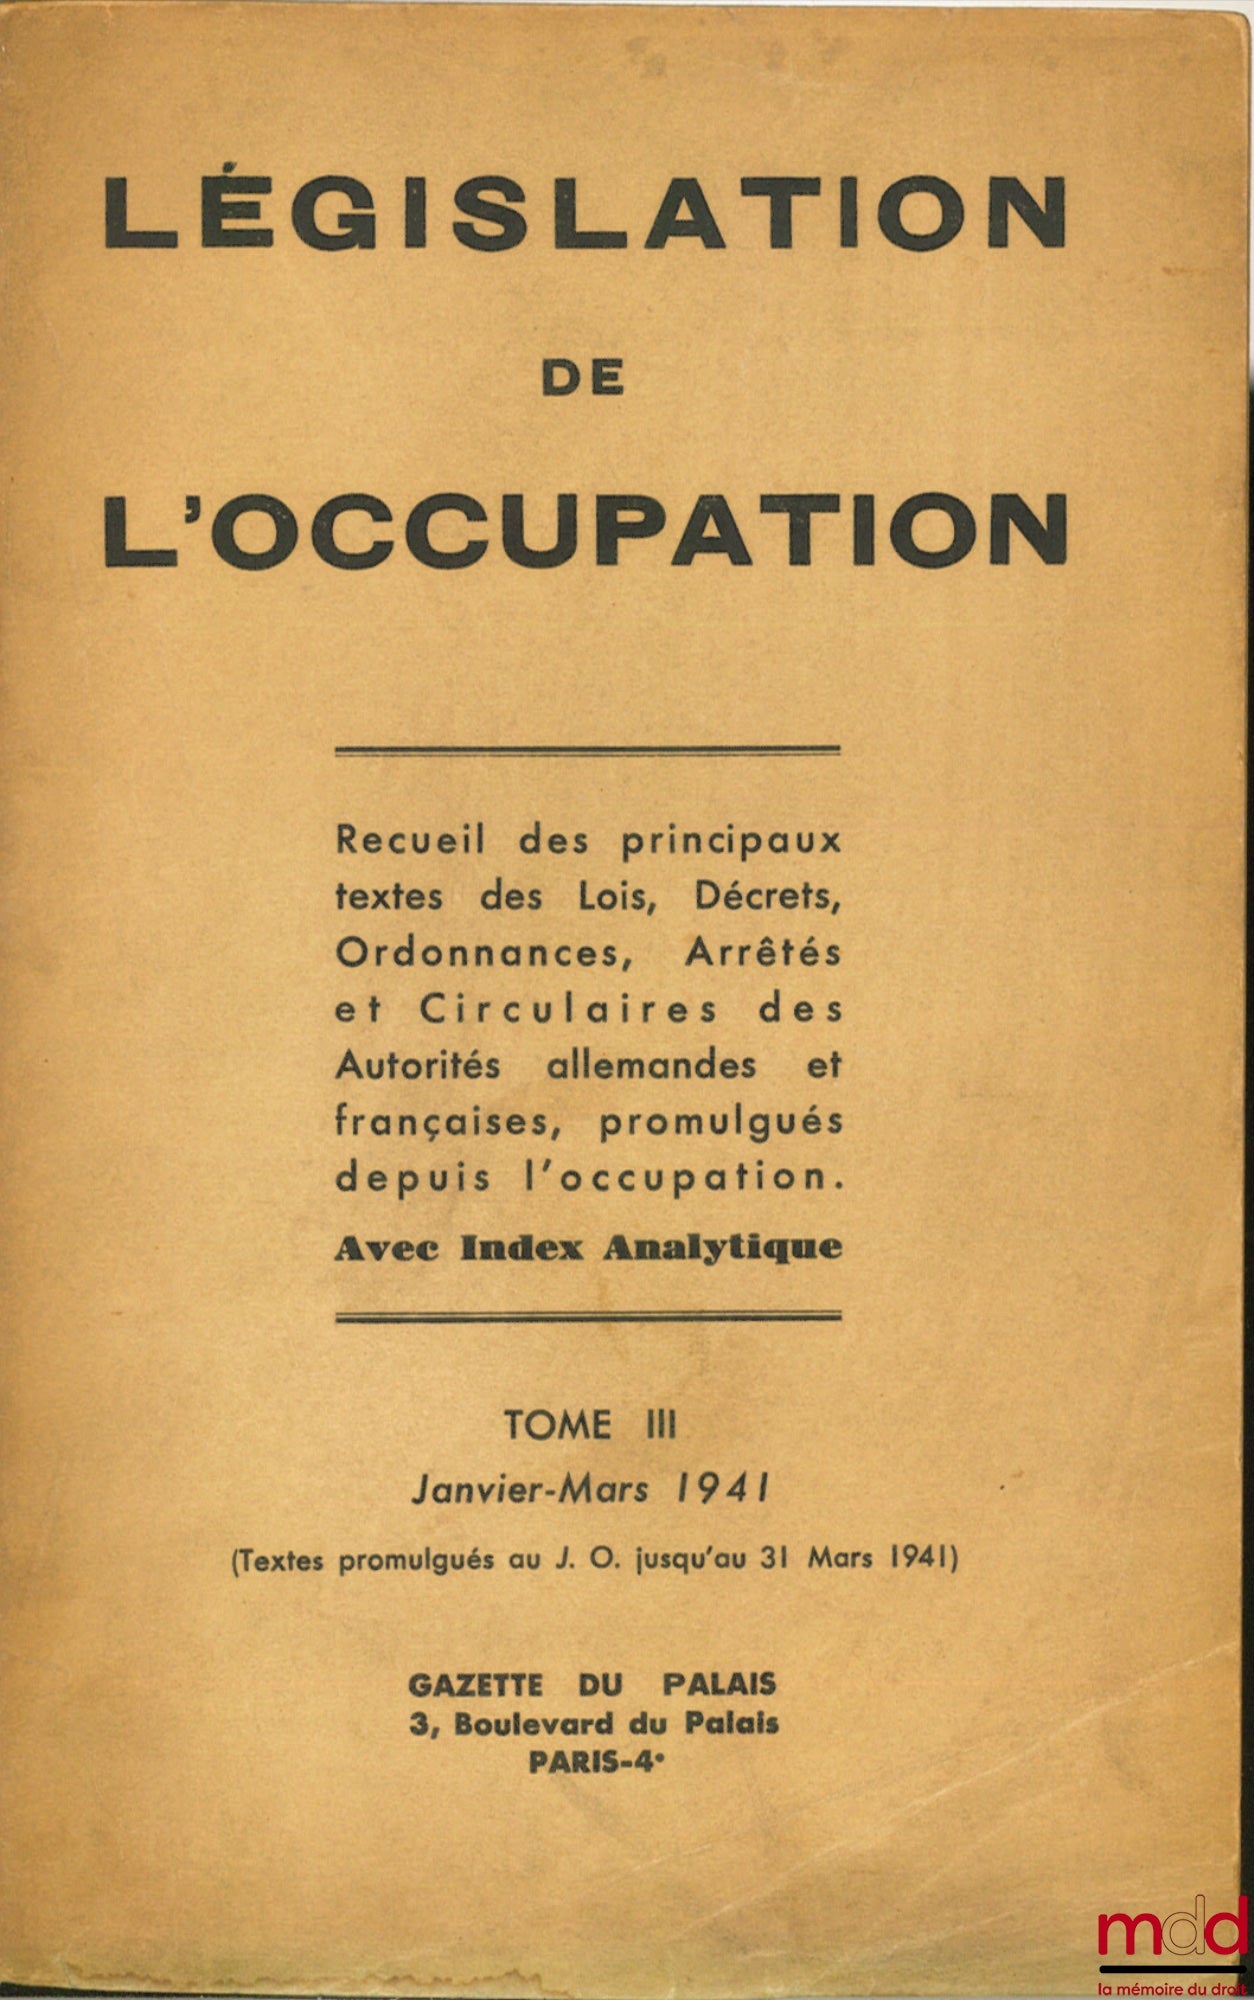 LÉGISLATION
DE
L'OCCUPATION
Recueil des principaux
textes des Lois, Décrets,
Ordonnances, Arrêtés
et Circulaires des
Autorités allemandes et
françaises, promulgués
depuis l'occupation.
Avec Index Analytique
TOME III
Janvier-Mars 1941
(Textes promulgués au J. O. jusqu'au 31 Mars 1941)
GAZETTE DU PALAIS
3, Boulevard du Palais
PARIS-4e
mdd
la mémoire du droit